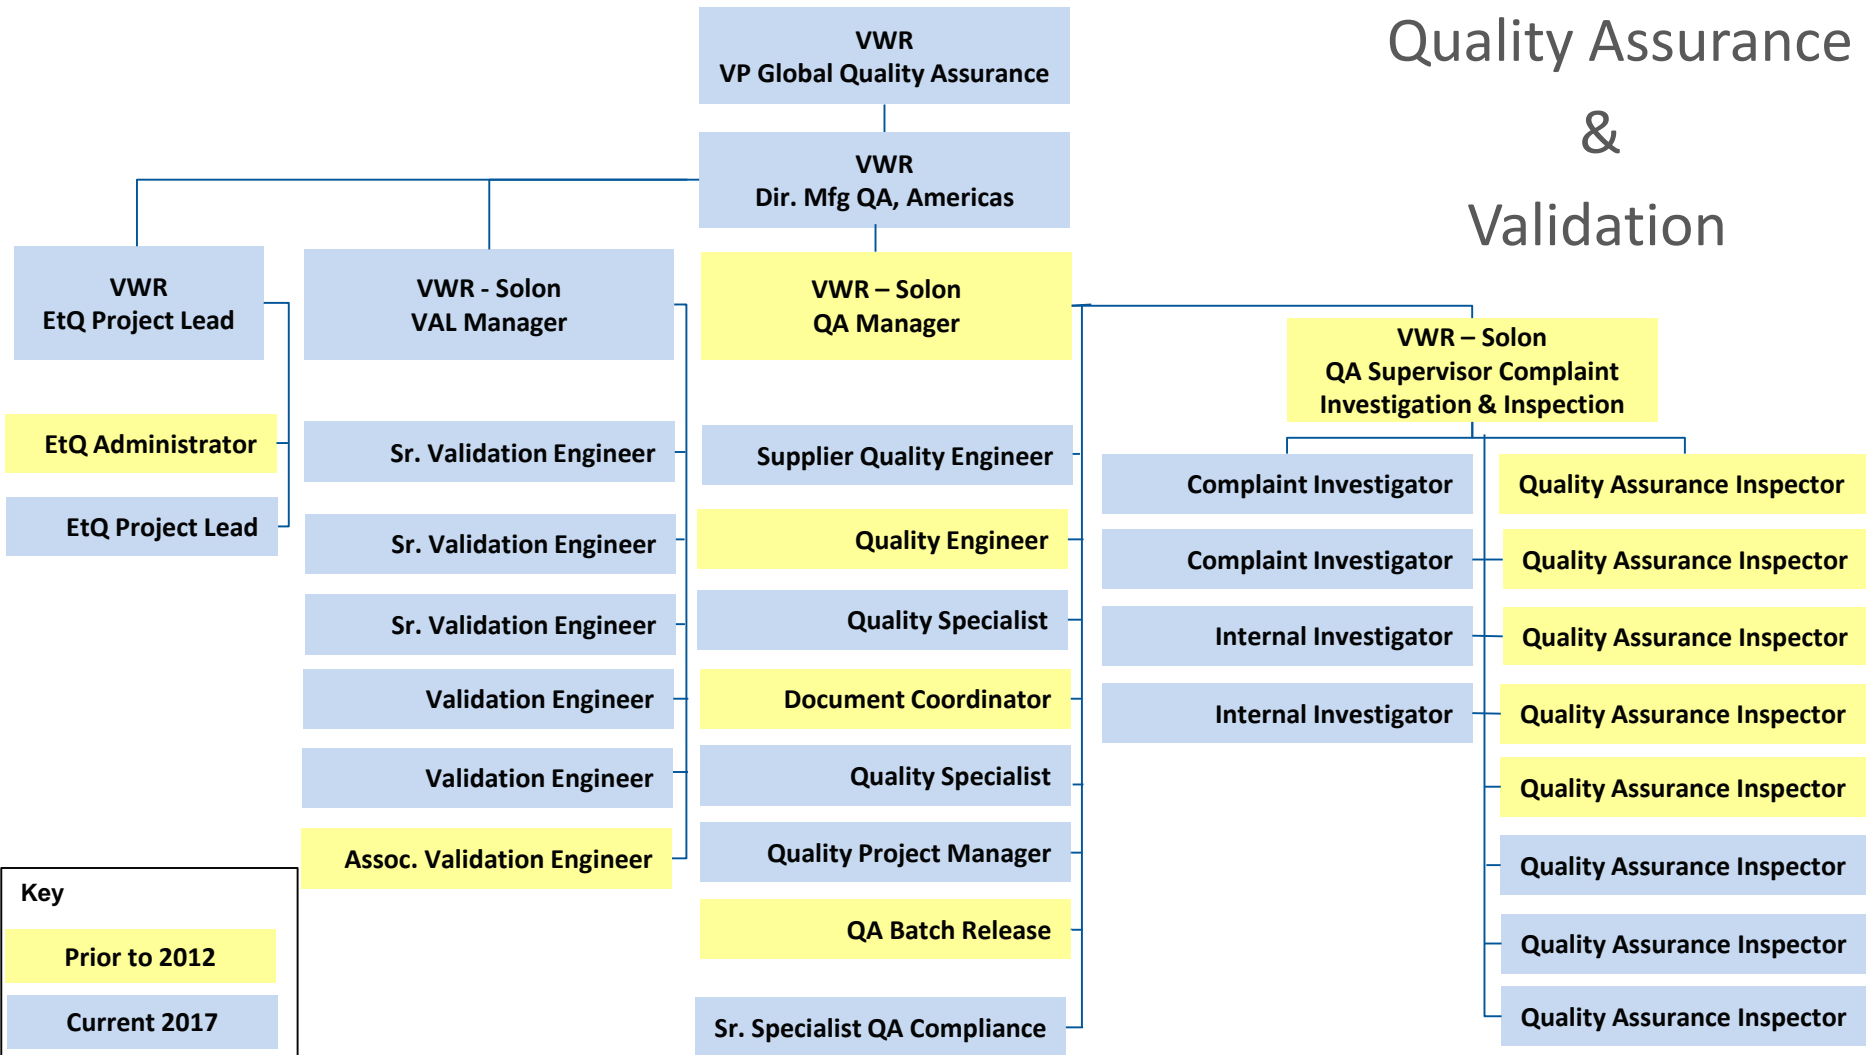 Quality Assurance
&
Validation
VWR
VP Global Quality Assurance
VWR
Dir. Mfg QA, Americas
VWR
EtQ Project Lead
EtQ Administrator
EtQ Project Lead
VWR - Solon
VAL Manager
Sr. Validation Engineer
Sr. Validation Engineer
Sr. Validation Engineer
Validation Engineer
Validation Engineer
Assoc. Validation Engineer
VWR – Solon
QA Manager
Supplier Quality Engineer
Quality Engineer
Quality Specialist
Document Coordinator
Quality Specialist
Quality Project Manager
QA Batch Release
Sr. Specialist QA Compliance
VWR – Solon
QA Supervisor Complaint
Investigation & Inspection
Complaint Investigator
Complaint Investigator
Internal Investigator
Internal Investigator
Quality Assurance Inspector
Quality Assurance Inspector
Quality Assurance Inspector
Quality Assurance Inspector
Quality Assurance Inspector
Quality Assurance Inspector
Quality Assurance Inspector
Quality Assurance Inspector
Key
Prior to 2012
Current 2017